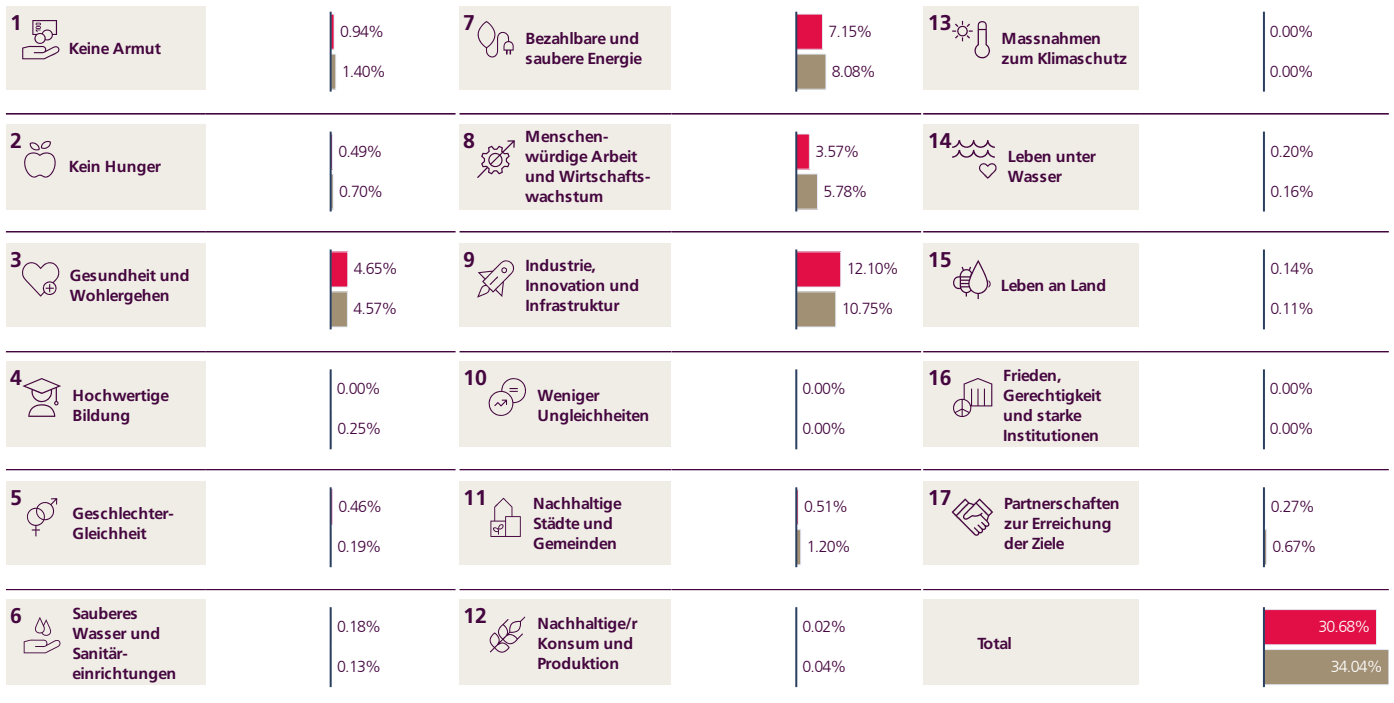 1
100
Keine Armut
0.94%
1.40%
2
Kein Hunger
0.49%
0.70%
3
Gesundheit und
Wohlergehen
4.65%
4.57%
4
Hochwertige
Bildung
0.00%
0.25%
5
Geschlechter-
Gleichheit
0.46%
0.19%
6
Sauberes
Wasser und
Sanitär-
einrichtungen
0.18%
0.13%
7
Bezahlbare und
saubere Energie
7.15%
8.08%
8
Menschen-
würdige Arbeit
und Wirtschafts-
wachstum
3.57%
5.78%
9
Industrie,
Innovation und
Infrastruktur
12.10%
10.75%
10
Weniger
Ungleichheiten
0.00%
0.00%
11
Nachhaltige
Städte und
Gemeinden
0.51%
1.20%
12
Nachhaltige/r
Konsum und
Produktion
0.02%
0.04%
13
Massnahmen
zum Klimaschutz
0.00%
0.00%
14
Leben unter
Wasser
0.20%
0.16%
15
Leben an Land
0.14%
0.11%
16
Frieden,
Gerechtigkeit
und starke
Institutionen
0.00%
0.00%
17
Partnerschaften
zur Erreichung
der Ziele
0.27%
0.67%
Total
30.68%
34.04%